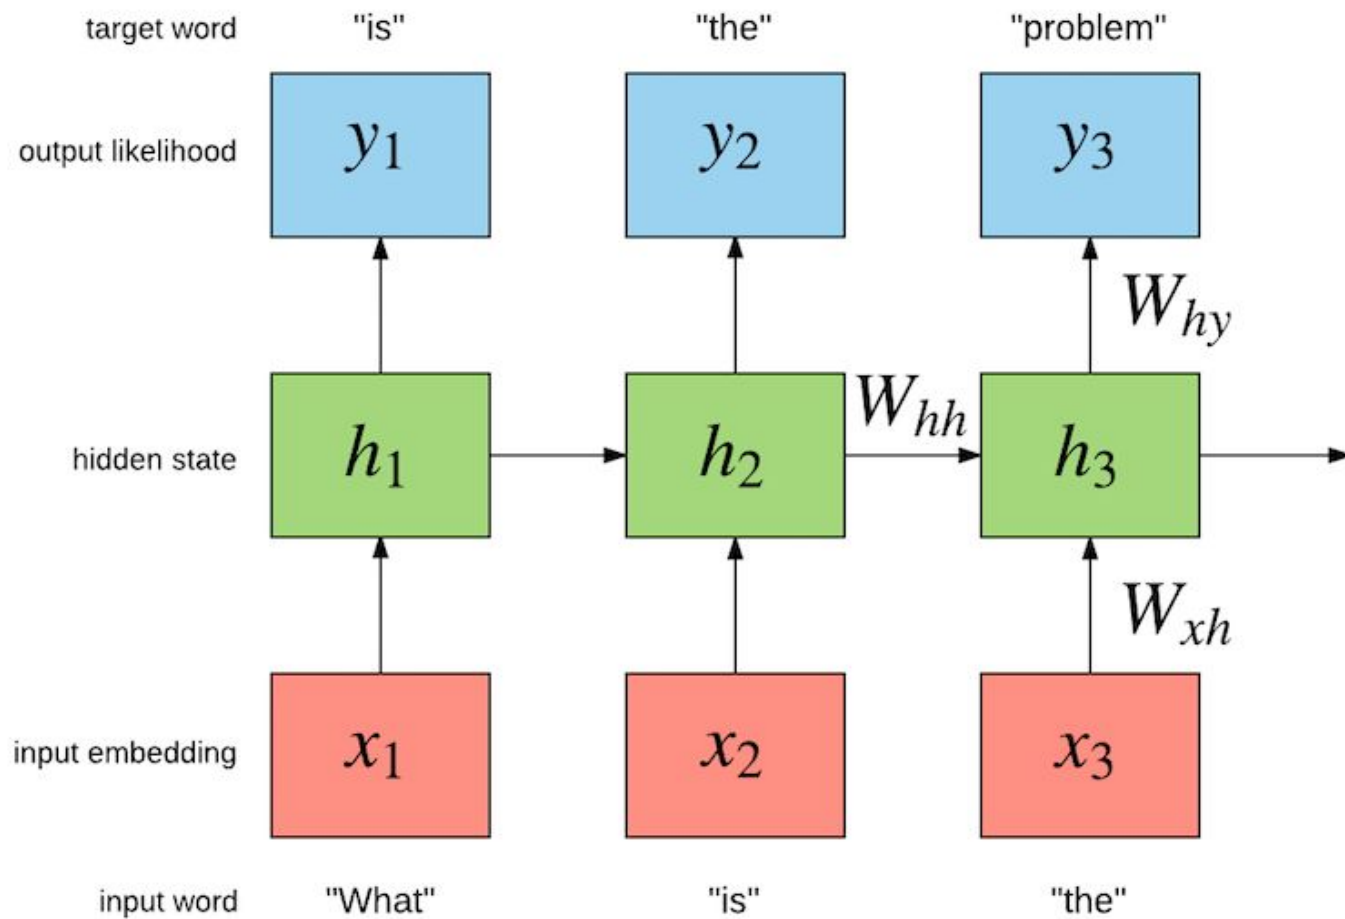 target word "is" "the" "problem"
output likelihood y₁ y₂ y₃
W_hy
W_hh
hidden state h₁ h₂ h₃
W_xh
input embedding x₁ x₂ x₃
input word "What" "is" "the"